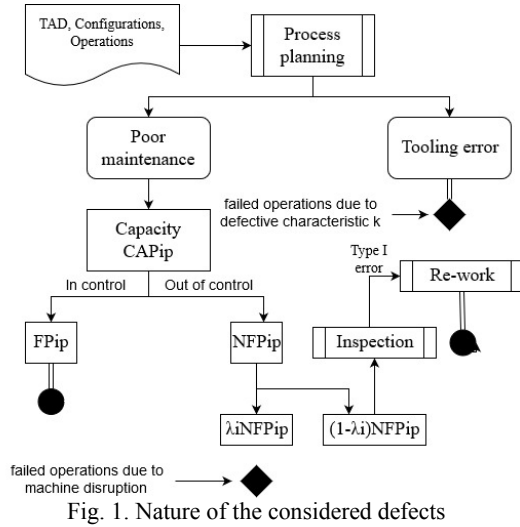 TAD, Configurations,
Operations
Process
planning
Poor
maintenance
Tooling error
failed operations due to
defective characteristic k
Capacity
CAPip
Type I
error
Re-work
In control
Out of control
FPip
NFPip
Inspection
λiNFPip
(1-λi)NFPip
failed operations due to
machine disruption
Fig. 1. Nature of the considered defects